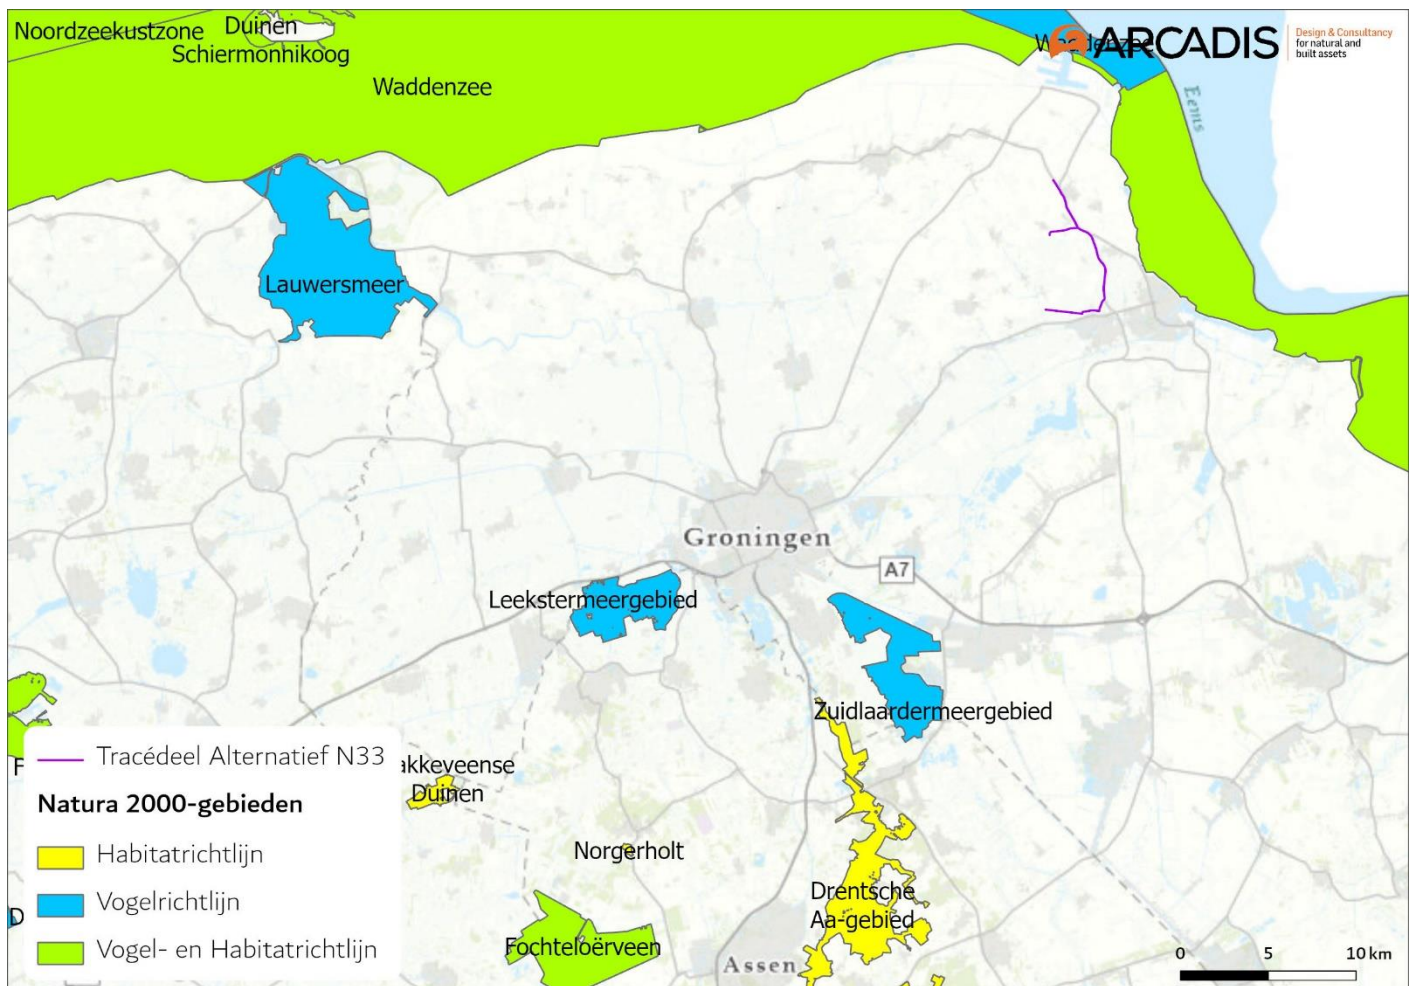 Noordzeekustzone
Duinen
Schiermonnikoog
Waddenzee
Waddenzee
ARCADIS
Design & Consultancy
for natural and
built assets
Eems
Lauwersmeer
Groningen
A7
Leekstermeergebied
Zuidlaardermeergebied
akkeveense
Duinen
Norgerholt
Drentsche
Aa-gebied
Fochteloërveen
Assen
F
D
Tracédeel Alternatief N33
Natura 2000-gebieden
Habitatrichtlijn
Vogelrichtlijn
Vogel- en Habitatrichtlijn
0 5 10 km